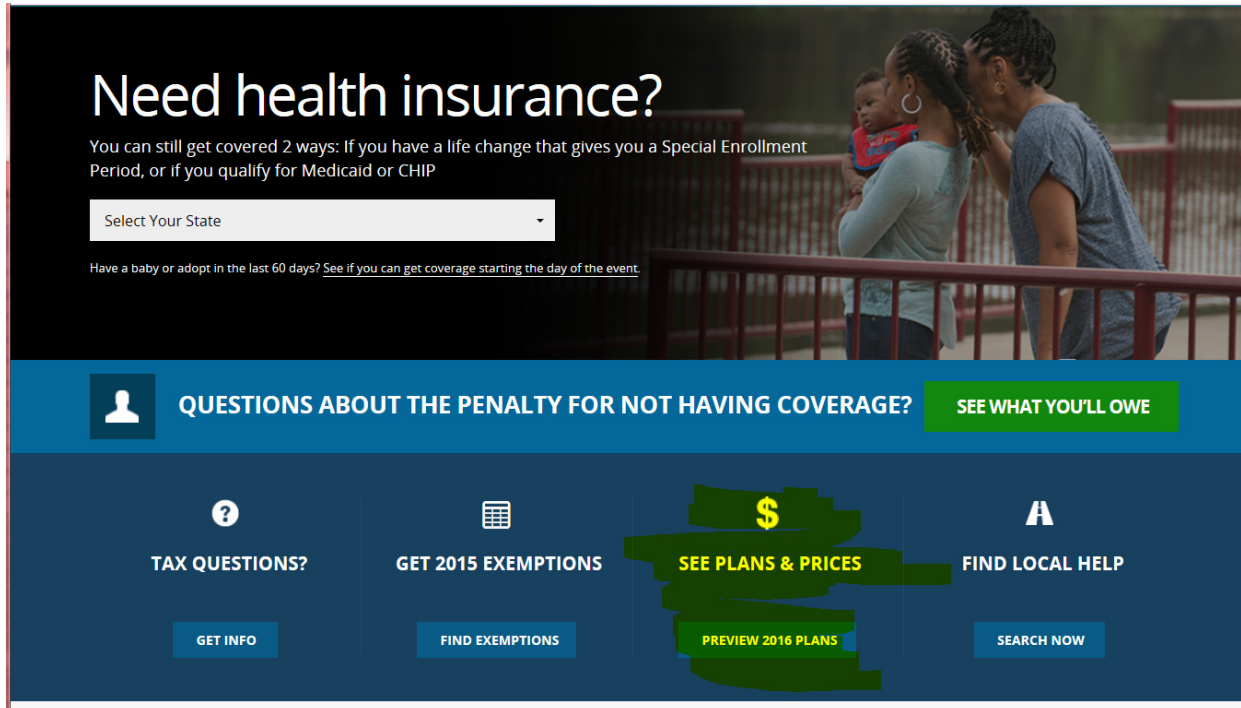 Need health insurance?
You can still get covered 2 ways: If you have a life change that gives you a Special Enrollment
Period, or if you qualify for Medicaid or CHIP
Select Your State
Have a baby or adopt in the last 60 days? See if you can get coverage starting the day of the event.
QUESTIONS ABOUT THE PENALTY FOR NOT HAVING COVERAGE?
SEE WHAT YOU'LL OWE
?
$
TAX QUESTIONS?
GET 2015 EXEMPTIONS
SEE PLANS & PRICES
FIND LOCAL HELP
GET INFO
FIND EXEMPTIONS
PREVIEW 2016 PLANS
SEARCH NOW